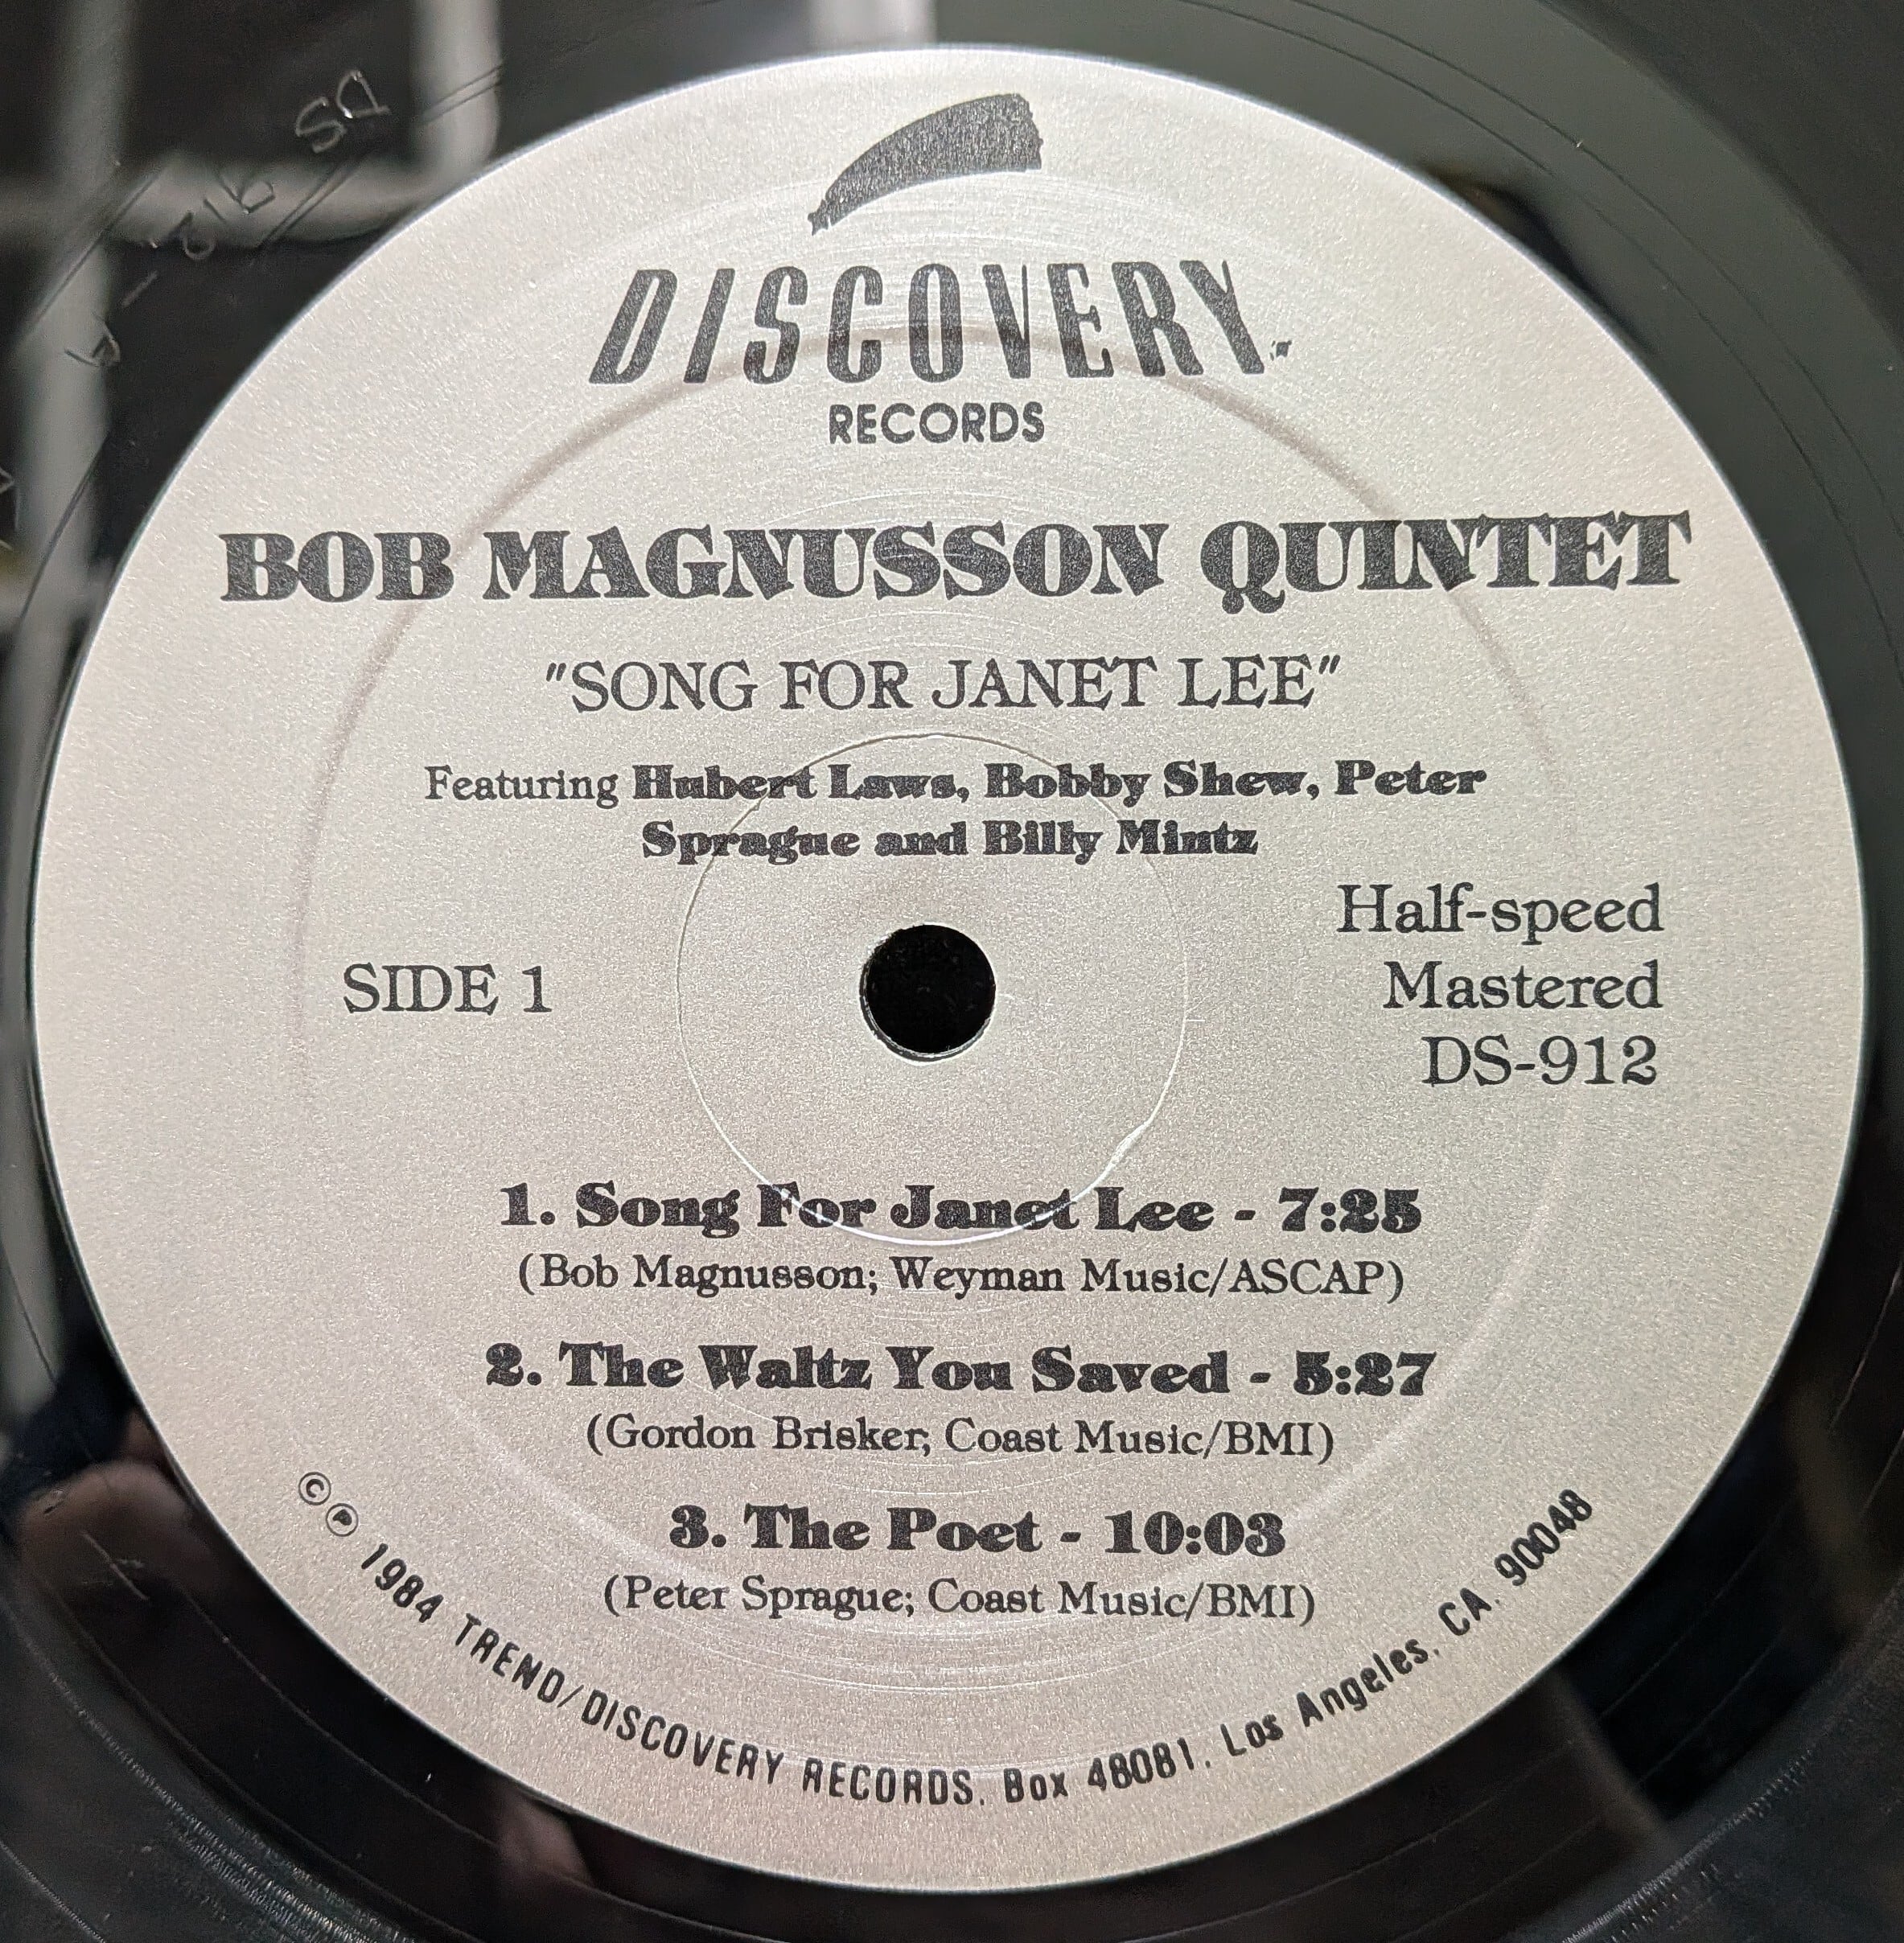 DISCOVERY
RECORDS
BOB MAGNUSSON QUINTET
"SONG FOR JANET LEE"
Featuring Hubert Laws, Bobby Shew, Peter
Sprague and Billy Mintz
Half-speed
Mastered
DS-912
SIDE 1
1. Song For Janet Lee - 7:25
(Bob Magnusson; Weyman Music/ASCAP)
2. The Waltz You Saved - 5:27
(Gordon Brisker; Coast Music/BMI)
3. The Poet - 10:03
(Peter Sprague; Coast Music/BMI)
©℗ 1984 TREND/DISCOVERY RECORDS. Box 48081. Los Angeles. CA. 90048